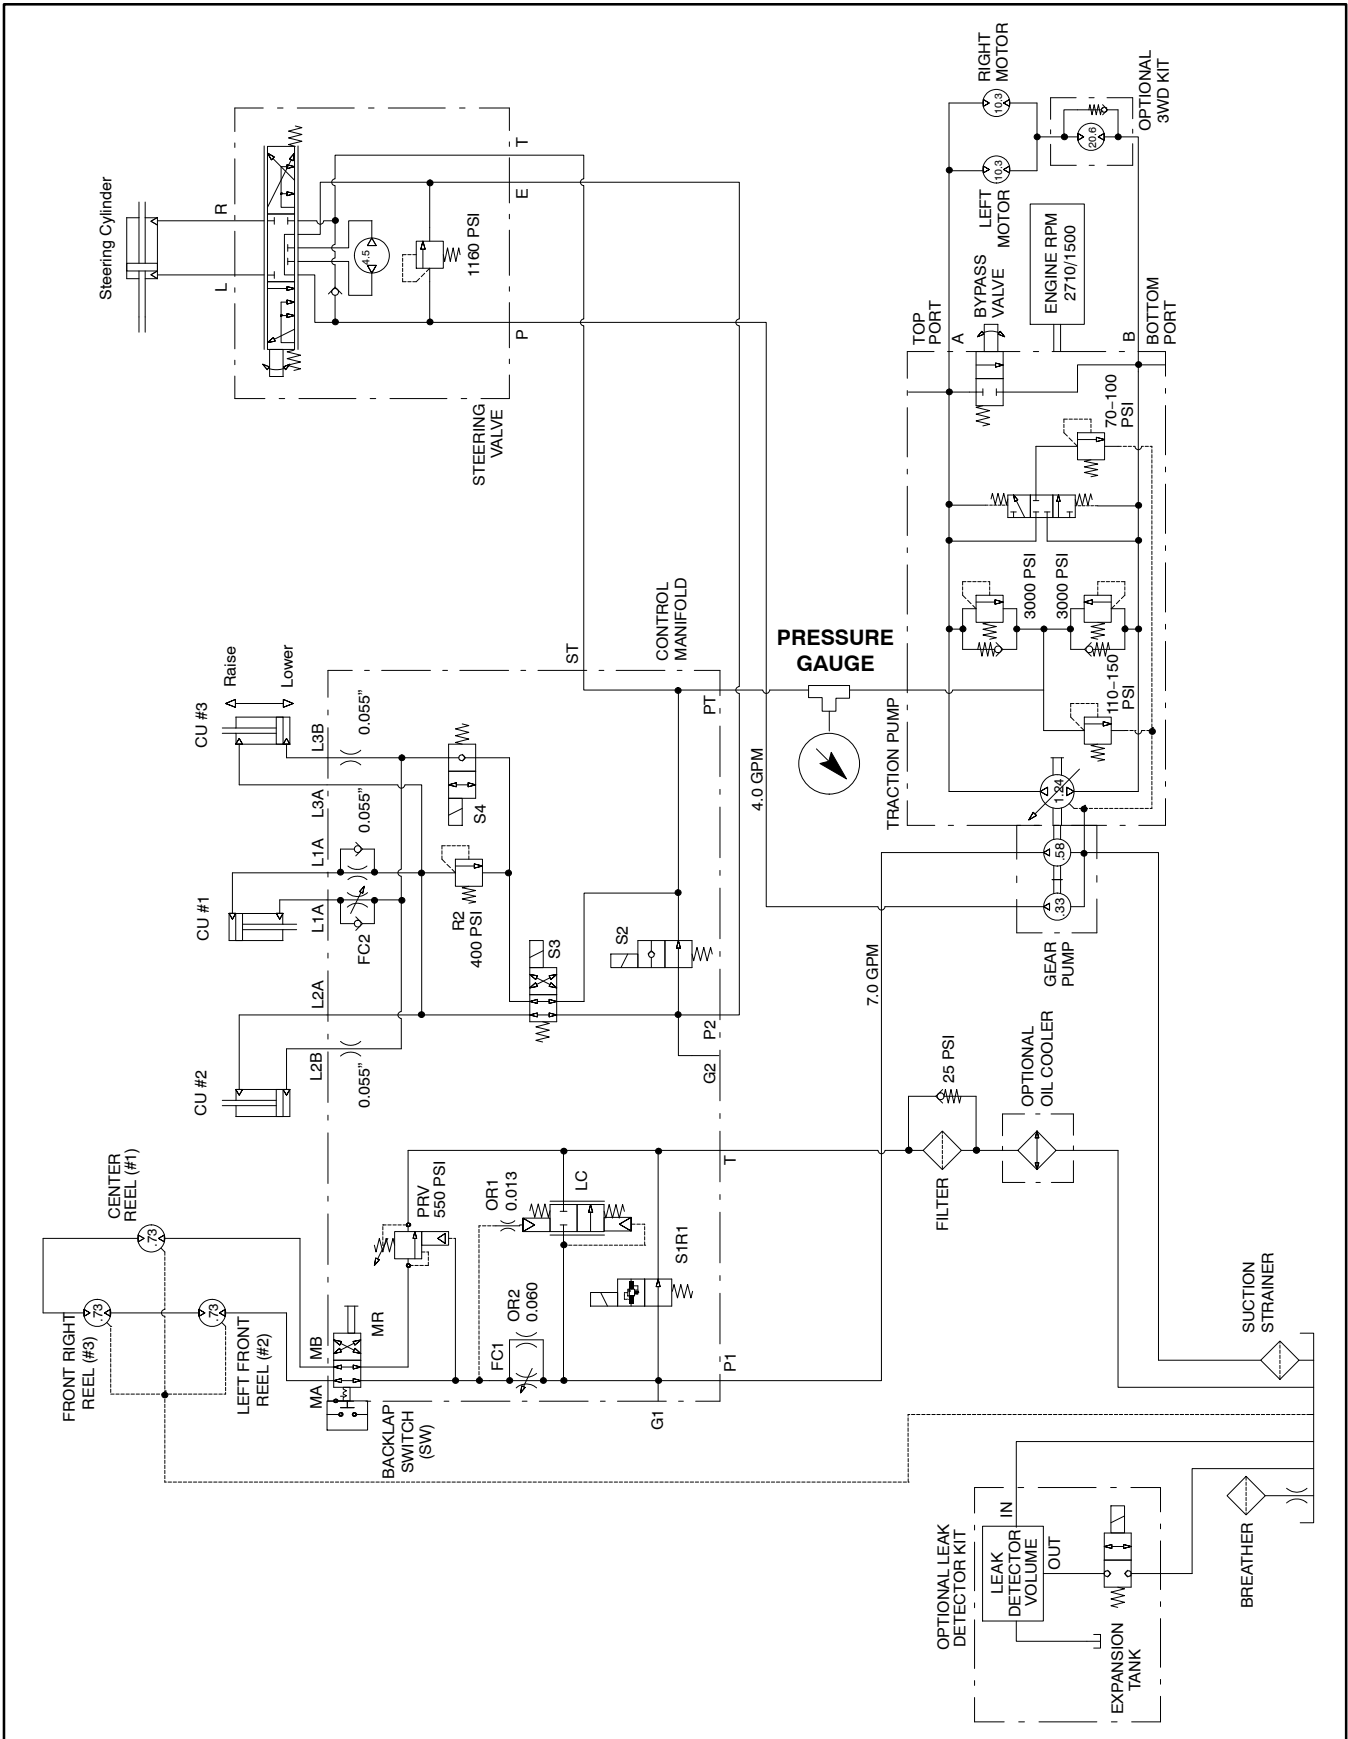 Steering Cylinder
R
L
T
E
P
1160 PSI
4.5
STEERING
VALVE
RIGHT
MOTOR
10.3
LEFT
MOTOR
10.3
20.6
OPTIONAL
3WD KIT
BYPASS
VALVE
ENGINE RPM
2710/1500
TOP
PORT
A
B
BOTTOM
PORT
70–100
PSI
3000 PSI
3000 PSI
110–150
PSI
TRACTION PUMP
1.24
.58
.33
GEAR
PUMP
PRESSURE
GAUGE
4.0 GPM
7.0 GPM
CU #3
Raise
Lower
L3B
0.055”
L3A
0.055”
CU #1
L1A
L1A
FC2
CU #2
L2A
L2B
0.055”
ST
CONTROL
MANIFOLD
PT
S4
R2
400 PSI
S3
S2
P2
G2
CENTER
REEL (#1)
.73
FRONT RIGHT
REEL (#3)
.73
LEFT FRONT
REEL (#2)
.73
MB
MA
MR
BACKLAP
SWITCH
(SW)
PRV
550 PSI
OR1
0.013
LC
OR2
0.060
FC1
S1R1
T
P1
G1
25 PSI
FILTER
OPTIONAL
OIL COOLER
SUCTION
STRAINER
BREATHER
OPTIONAL LEAK
DETECTOR KIT
LEAK
DETECTOR
VOLUME
IN
OUT
EXPANSION
TANK